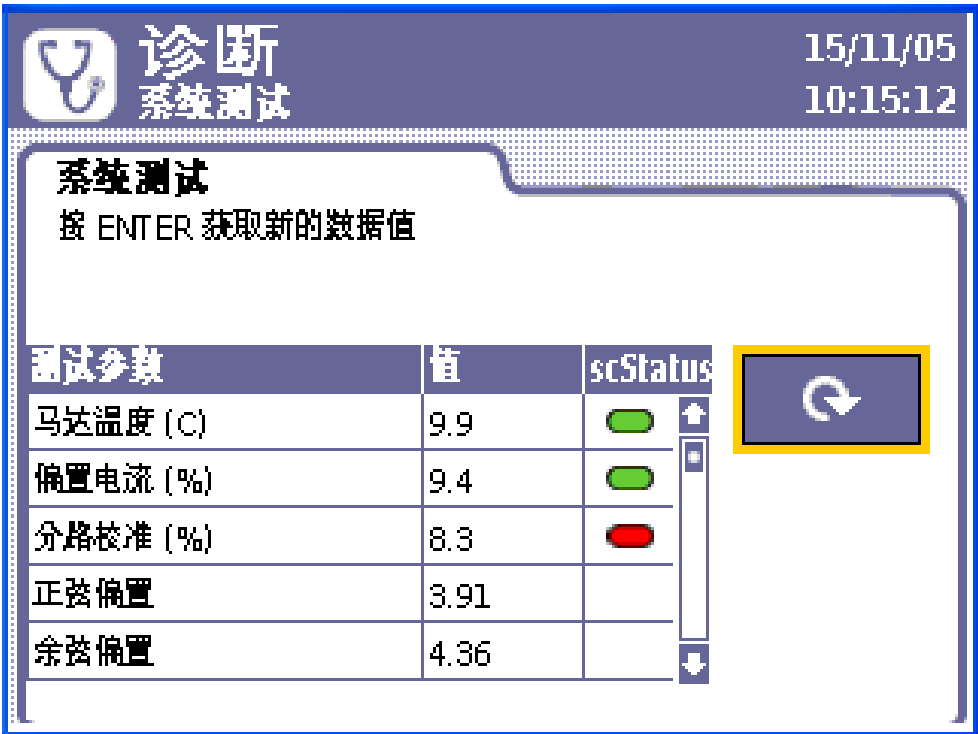 诊断
系统测试
15/11/05
10:15:12
系统测试
按 ENTER 获取新的数据值
测试参数 值 scStatus
马达温度 (C) 9.9
偏置电流 (%) 9.4
分路校准 (%) 8.3
正弦偏置 3.91
余弦偏置 4.36